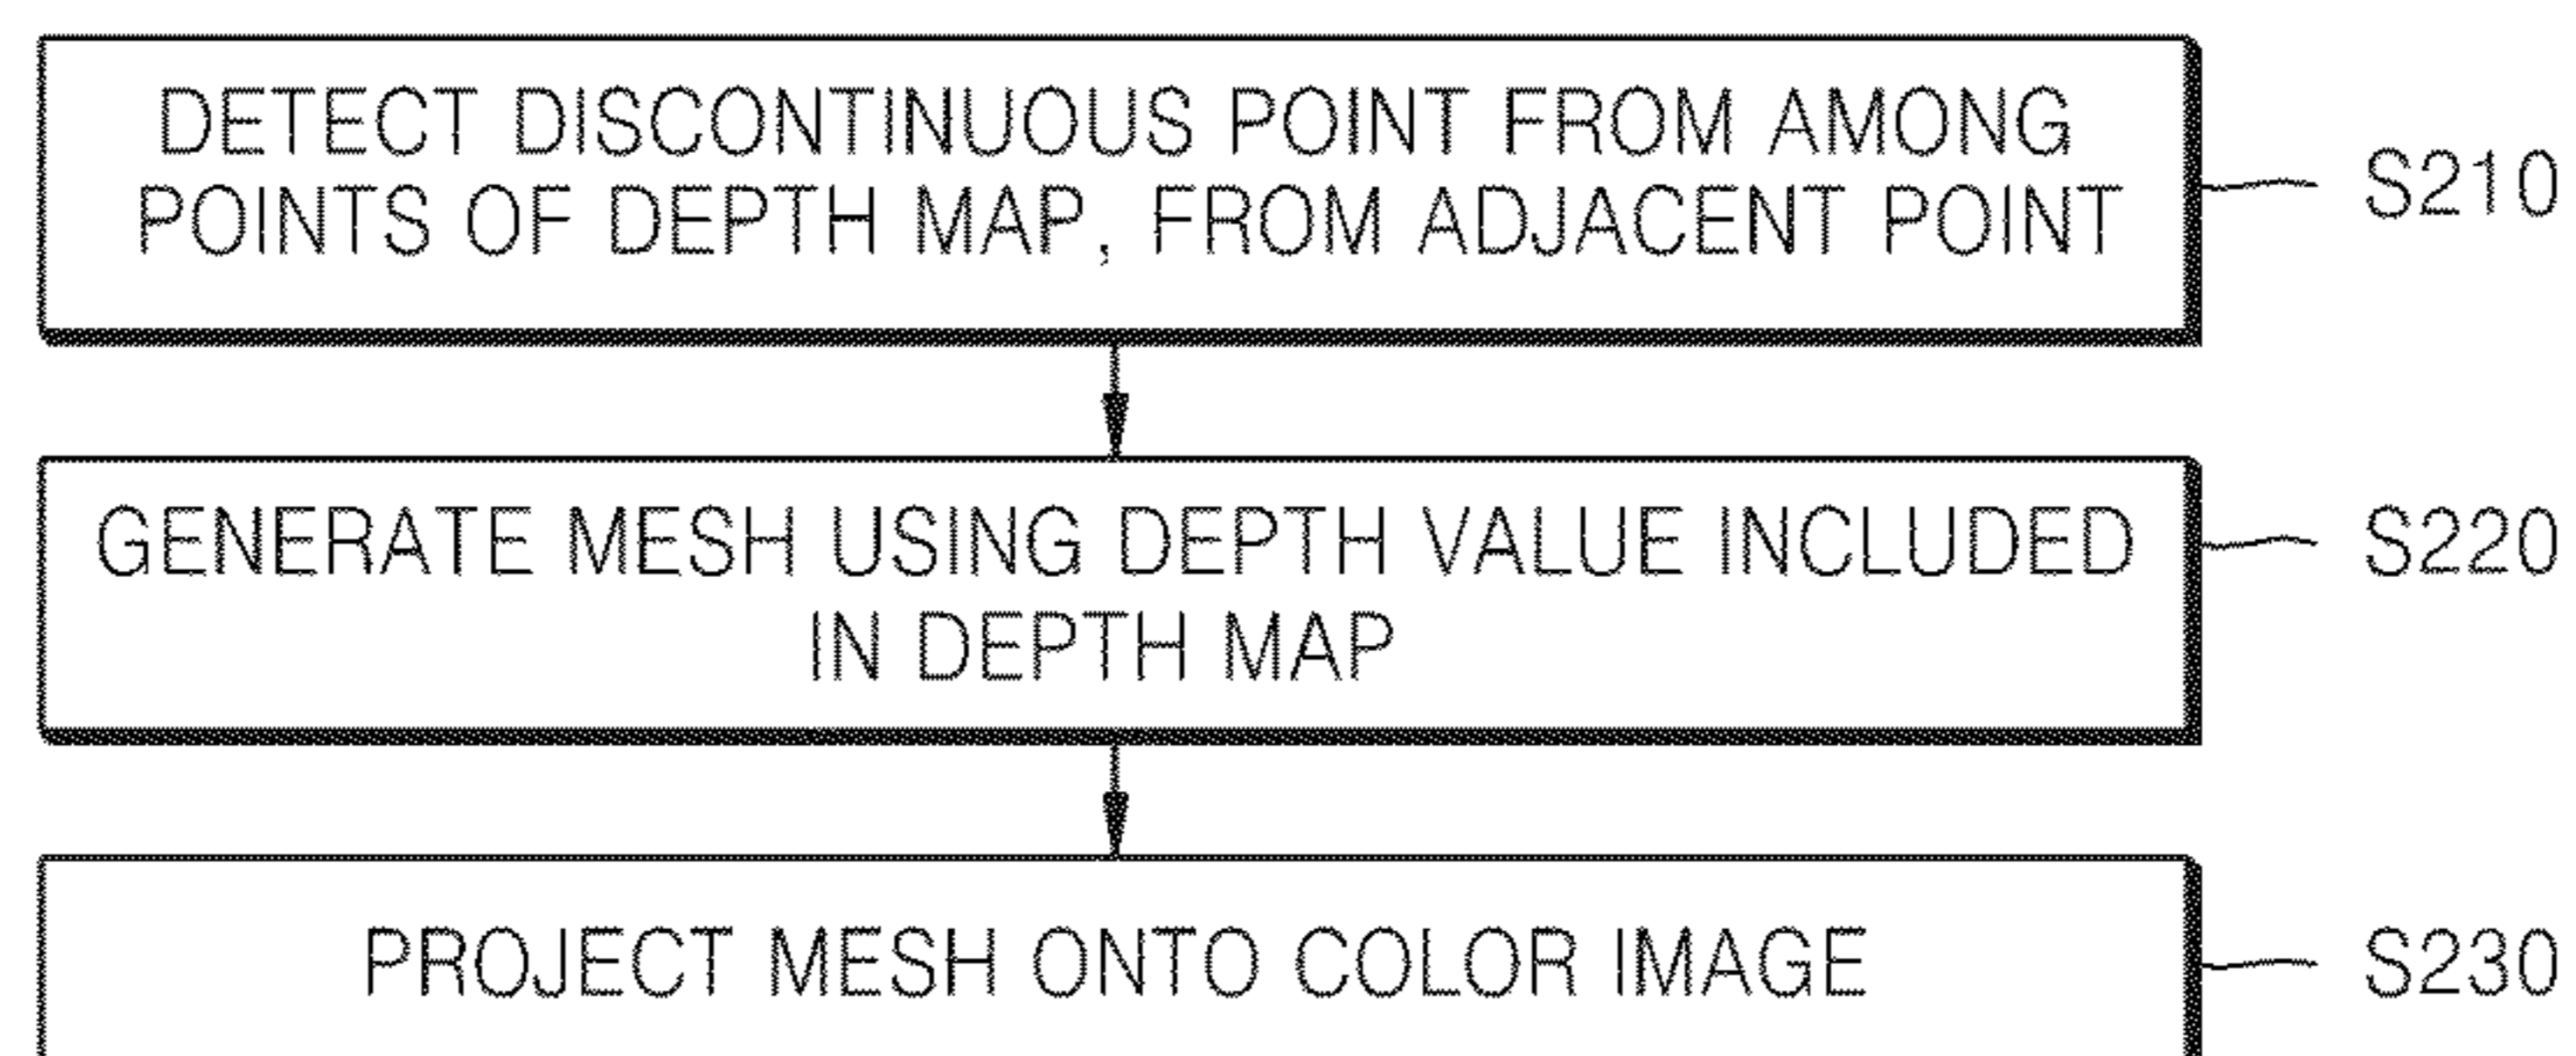 DETECT DISCONTINUOUS POINT FROM AMONG
POINTS OF DEPTH MAP, FROM ADJACENT POINT
S210
GENERATE MESH USING DEPTH VALUE INCLUDED
IN DEPTH MAP
S220
PROJECT MESH ONTO COLOR IMAGE
S230